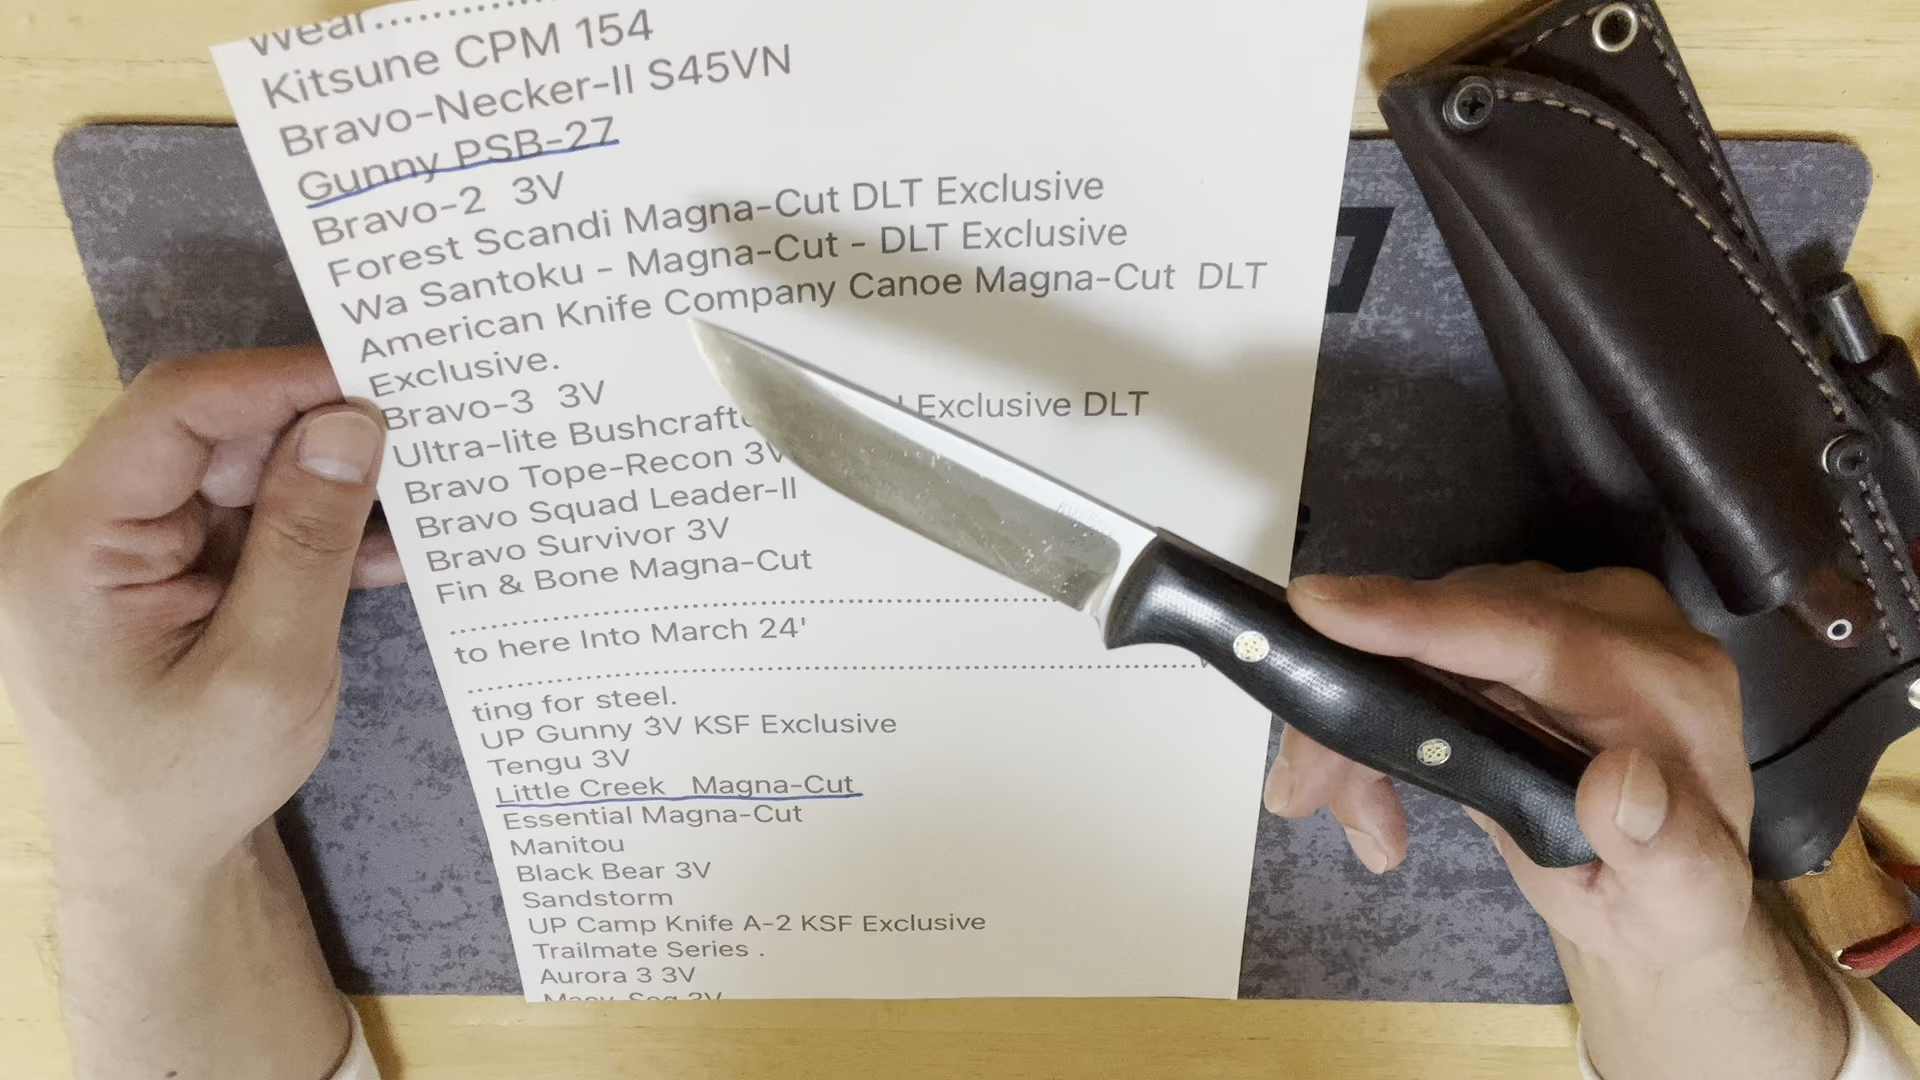 Wear..................
Kitsune CPM 154
Bravo-Necker-II S45VN
Gunny PSB-27
Bravo-2 3V
Forest Scandi Magna-Cut DLT Exclusive
Wa Santoku - Magna-Cut - DLT Exclusive
American Knife Company Canoe Magna-Cut DLT
Exclusive.
Bravo-3 3V
Ultra-lite Exclusive DLT
Bravo Tope-Recon 3V
Bravo Squad Leader-II
Bravo Survivor 3V
Fin & Bone Magna-Cut
to here Into March 24'
ting for steel.
UP Gunny 3V KSF Exclusive
Tengu 3V
Little Creek Magna-Cut
Essential Magna-Cut
Manitou
Black Bear 3V
Sandstorm
UP Camp Knife A-2 KSF Exclusive
Trailmate Series .
Aurora 3 3V